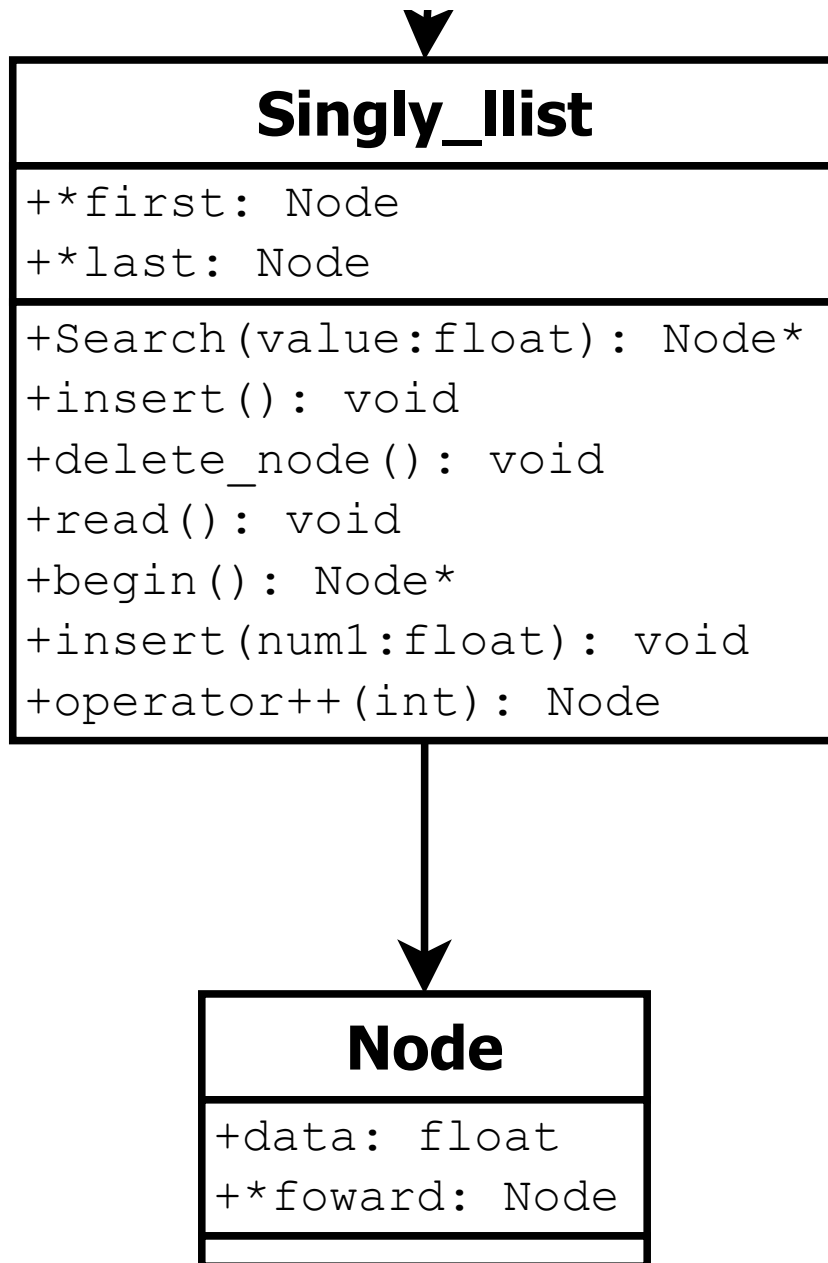 Singly_llist
+*first: Node
+*last: Node
+Search(value:float): Node*
+insert(): void
+delete_node(): void
+read(): void
+begin(): Node*
+insert(num1:float): void
+operator++(int): Node
Node
+data: float
+*foward: Node